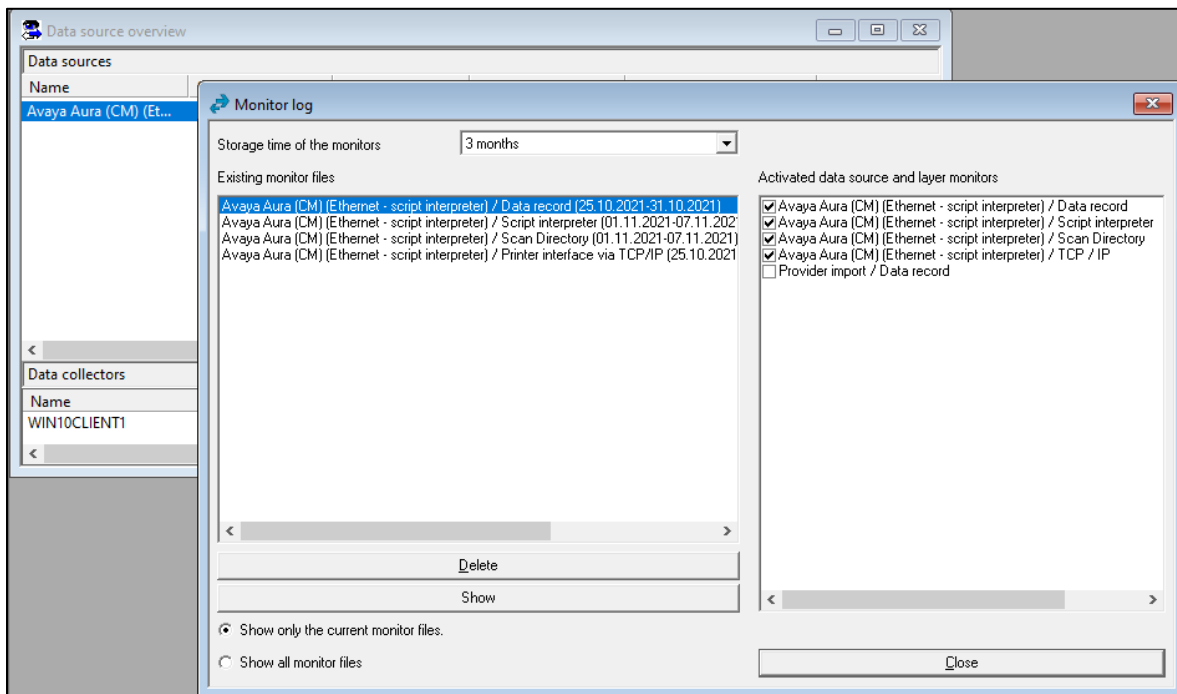 Data source overview
Data sources
Name
Avaya Aura (CM) (Et...
Data collectors
Name
WIN10CLIENT1
Monitor log
Storage time of the monitors
3 months
Existing monitor files
Avaya Aura (CM) (Ethernet - script interpreter) / Data record (25.10.2021-31.10.2021)
Avaya Aura (CM) (Ethernet - script interpreter) / Script interpreter (01.11.2021-07.11.202
Avaya Aura (CM) (Ethernet - script interpreter) / Scan Directory (01.11.2021-07.11.2021)
Avaya Aura (CM) (Ethernet - script interpreter) / Printer interface via TCP/IP (25.10.2021
Delete
Show
Show only the current monitor files.
Show all monitor files
Activated data source and layer monitors
Avaya Aura (CM) (Ethernet - script interpreter) / Data record
Avaya Aura (CM) (Ethernet - script interpreter) / Script interpreter
Avaya Aura (CM) (Ethernet - script interpreter) / Scan Directory
Avaya Aura (CM) (Ethernet - script interpreter) / TCP / IP
Provider import / Data record
Close